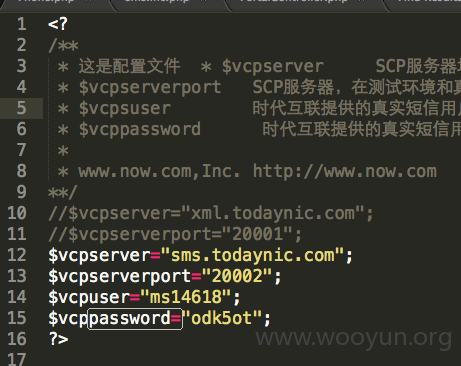 1 <?
2 /**
3 * 这是配置文件 * $vcpserver SCP服务器
4 * $vcpserverport SCP服务器，在测试环境和
5 * $vcpsuser 时代互联提供的真实短信用
6 * $vcppassword 时代互联提供的真实短信
7 *
8 * www.now.com,Inc. http://www.now.com
9 **/
10 //$vcpserver="xml.todaynic.com";
11 //$vcpserverport="20001";
12 $vcpserver="sms.todaynic.com";
13 $vcpserverport="20002";
14 $vcpuser="ms14618";
15 $vcppassword="odk5ot";
16 ?>
17
www.wooyun.org